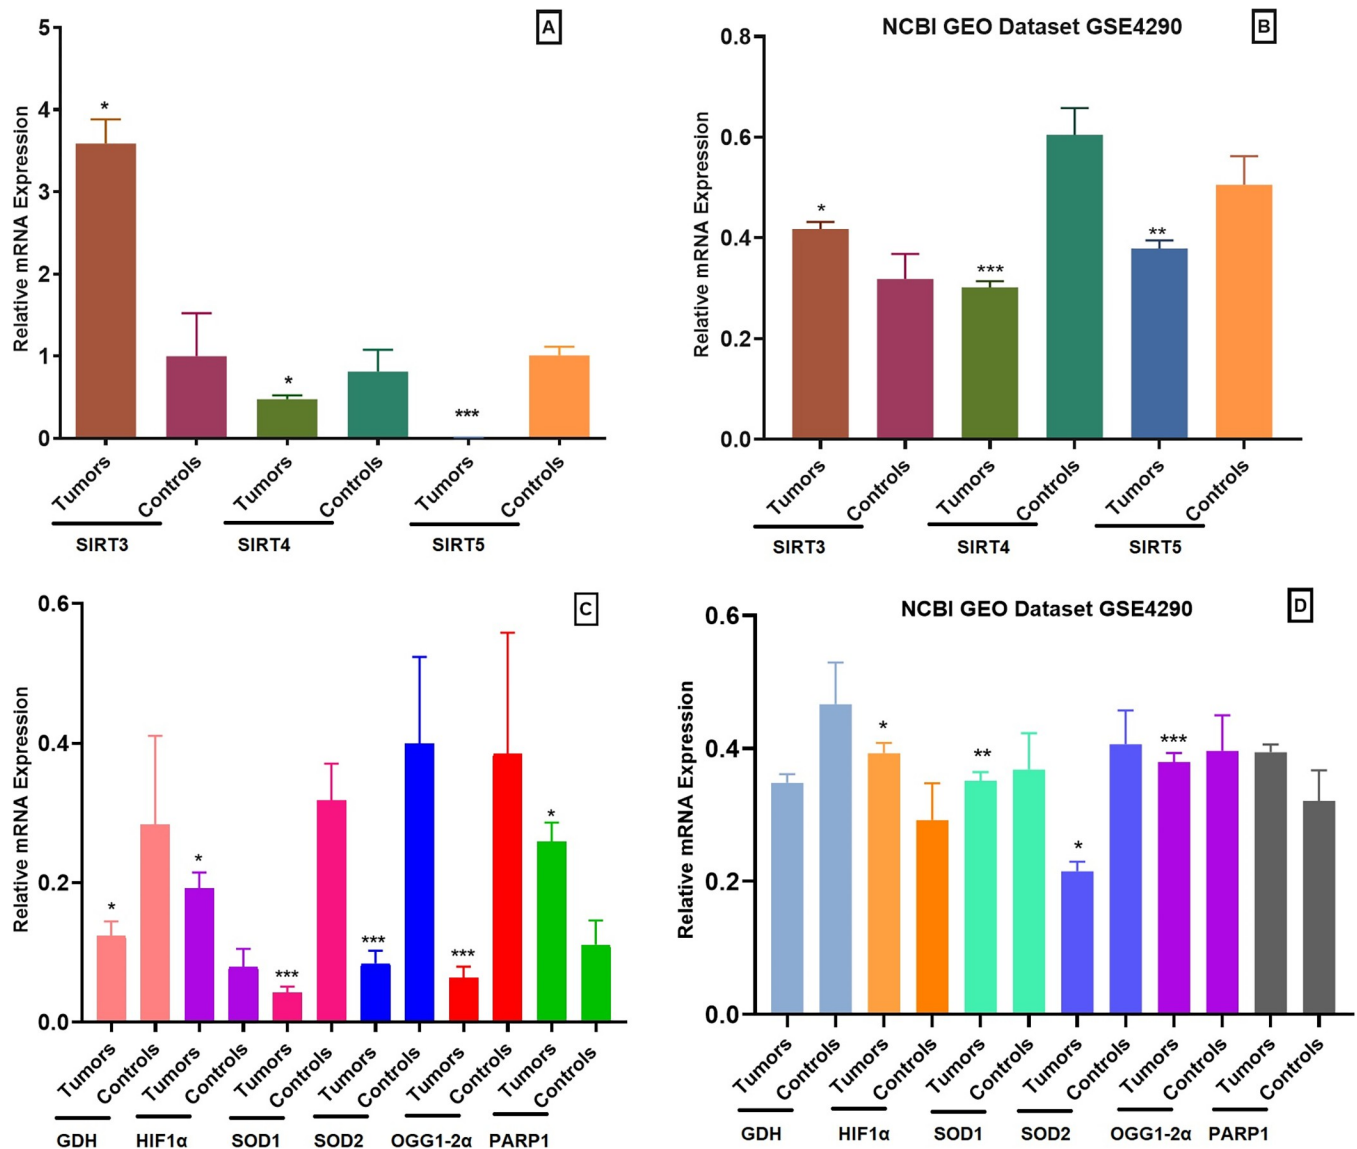 A
Relative mRNA Expression
5
4
3
2
1
0
*
*
***
Tumors Controls Tumors Controls Tumors Controls
SIRT3 SIRT4 SIRT5
NCBI GEO Dataset GSE4290
B
Relative mRNA Expression
0.8
0.6
0.4
0.2
0.0
*
***
**
Tumors Controls Tumors Controls Tumors Controls
SIRT3 SIRT4 SIRT5
C
Relative mRNA Expression
0.6
0.4
0.2
0.0
*
*
***
***
***
*
Tumors Controls Tumors Controls Tumors Controls Tumors Controls Tumors Controls Tumors Controls
GDH HIF1α SOD1 SOD2 OGG1-2α PARP1
NCBI GEO Dataset GSE4290
D
Relative mRNA Expression
0.6
0.4
0.2
0.0
*
**
*
***
Tumors Controls Tumors Controls Tumors Controls Tumors Controls Tumors Controls Tumors Controls
GDH HIF1α SOD1 SOD2 OGG1-2α PARP1